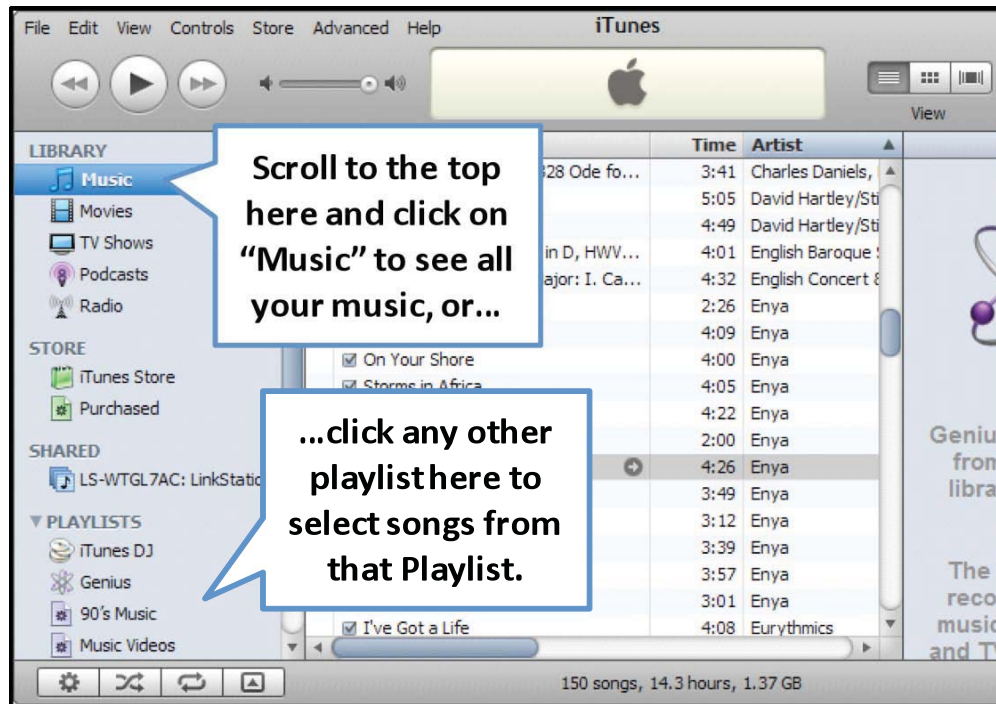 File Edit View Controls Store Advanced Help
iTunes
View
LIBRARY
Music
Movies
TV Shows
Podcasts
Radio
STORE
iTunes Store
Purchased
SHARED
LS-WTGL7AC: LinkStatio
PLAYLISTS
iTunes DJ
Genius
90's Music
Music Videos
Scroll to the top
here and click on
“Music” to see all
your music, or...
...click any other
playlist here to
select songs from
that Playlist.
Time Artist
328 Ode fo... 3:41 Charles Daniels,
5:05 David Hartley/Sti
4:49 David Hartley/Sti
in D, HWV... 4:01 English Baroque
ajor: I. Ca... 4:32 English Concert &
2:26 Enya
4:09 Enya
On Your Shore 4:00 Enya
Storms in Africa 4:05 Enya
4:22 Enya
2:00 Enya
4:26 Enya
3:49 Enya
3:12 Enya
3:39 Enya
3:57 Enya
3:01 Enya
I've Got a Life 4:08 Eurythmics
Geniu
from
libra
The
reco
music
and TV
150 songs, 14.3 hours, 1.37 GB